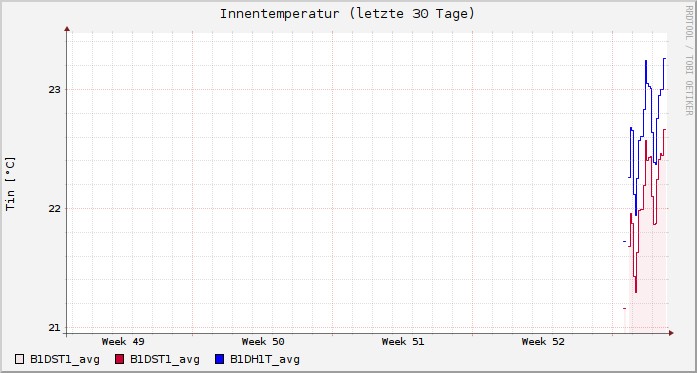 Innentemperatur (letzte 30 Tage)
RRDTOOL / TOBI OETIKER
Tin [°C]
23
22
21
Week 49 Week 50 Week 51 Week 52
B1DST1_avg B1DST1_avg B1DH1T_avg